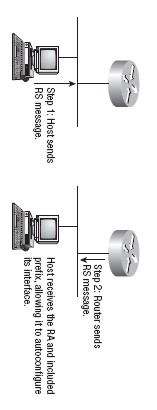 Step 1: Host sends
RS message.
Step 2: Router sends
RS message.
Host receives the RA and included
prefix, allowing it to autoconfigure
its interface.